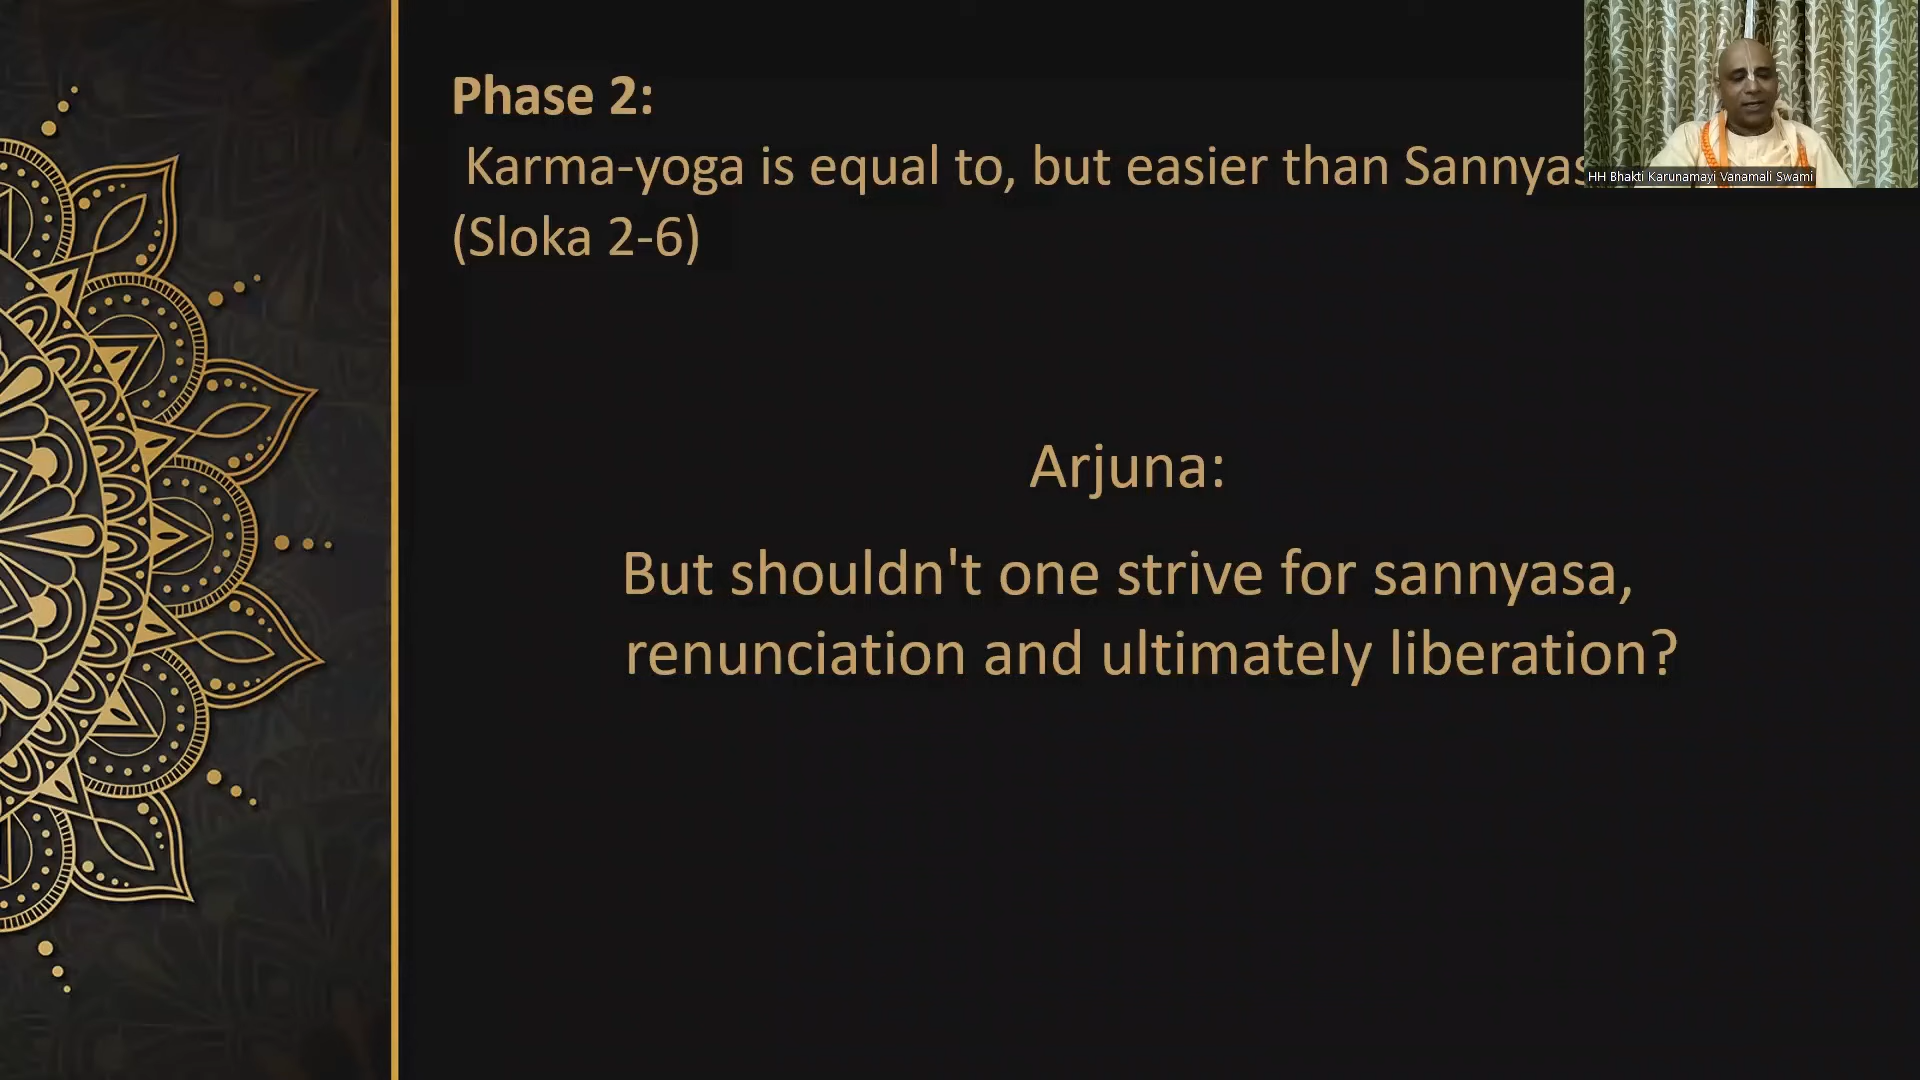 Phase 2:
Karma-yoga is equal to, but easier than Sannyas
(Sloka 2-6)
HH Bhakti Karunamayi Vanamali Swami
Arjuna:
But shouldn't one strive for sannyasa,
renunciation and ultimately liberation?